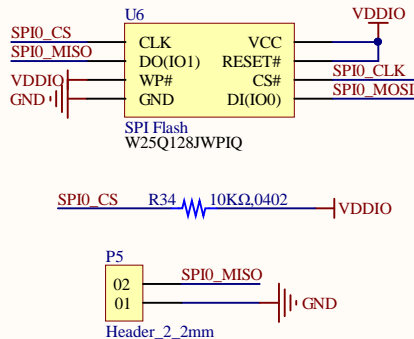 U6
VDDIO
SPI0_CS CLK VCC
SPI0_MISO DO(IO1) RESET#
VDDIO WP# CS# SPI0_CLK
GND GND DI(IO0) SPI0_MOSI
SPI Flash
W25Q128JWPIQ
SPI0_CS R34 10KΩ,0402 VDDIO
P5
02 SPI0_MISO
01 GND
Header_2_2mm